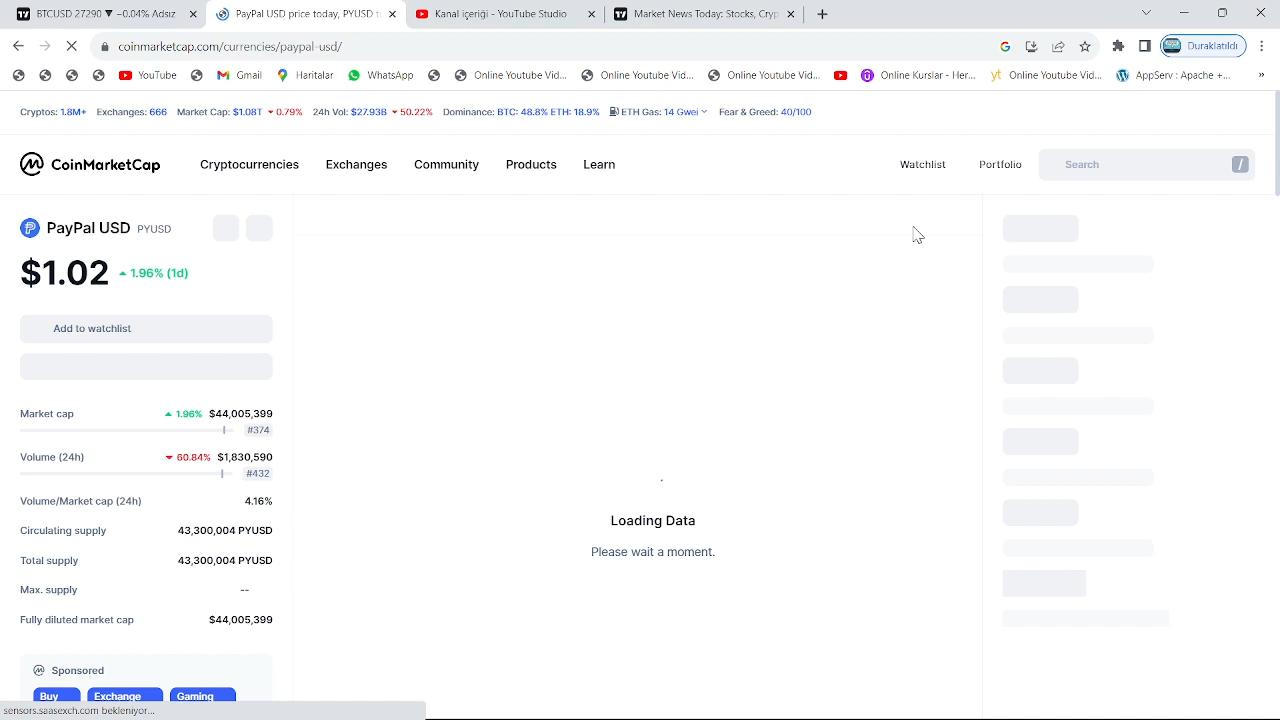 BTCUSD 27290 ▼ −0.04% Adsız
PayPal USD price today, PYUSD t
Kanal içeriği - YouTube Studio
Market News Today: Stocks, Cryp
coinmarketcap.com/currencies/paypal-usd/
Duraklatıldı
YouTube
Gmail
Haritalar
WhatsApp
Online Youtube Vid...
Online Youtube Vid...
Online Youtube Vid...
Online Kurslar - Her...
yt Online Youtube Vid...
AppServ : Apache +...
»
Cryptos: 1.8M+ Exchanges: 666 Market Cap: $1.08T 0.79% 24h Vol: $27.93B 50.22% Dominance: BTC: 48.8% ETH: 18.9% ETH Gas: 14 Gwei Fear & Greed: 40/100
CoinMarketCap
Cryptocurrencies
Exchanges
Community
Products
Learn
Watchlist
Portfolio
Search
/
PayPal USD PYUSD
$1.02 1.96% (1d)
Add to watchlist
Market cap 1.96% $44,005,399
#374
Volume (24h) 60.84% $1,830,590
#432
Volume/Market cap (24h) 4.16%
Circulating supply 43,300,004 PYUSD
Total supply 43,300,004 PYUSD
Max. supply --
Fully diluted market cap $44,005,399
Sponsored
Buy Exchange Gaming
Loading Data
Please wait a moment.
sensors.saasexch.com bekleniyor...